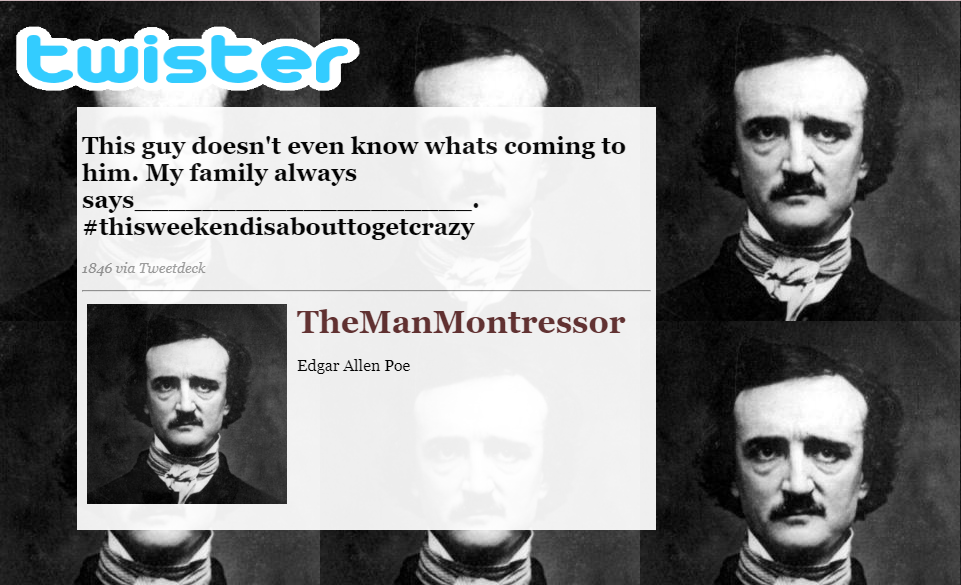 twister
This guy doesn't even know whats coming to
him. My family always
says_______________________.
#thisweekendisabouttogetcrazy
1846 via Tweetdeck
TheManMontressor
Edgar Allen Poe